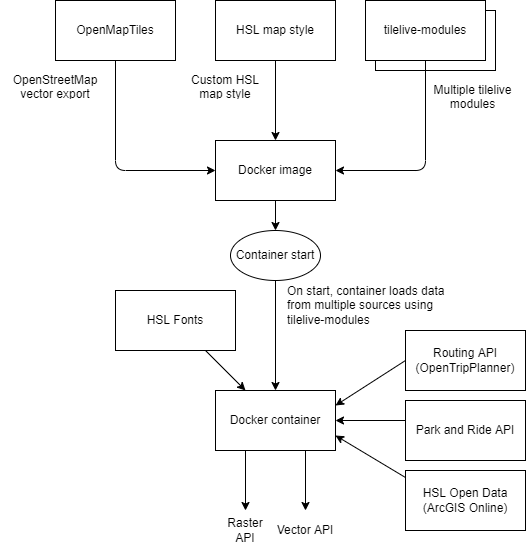 OpenMapTiles
HSL map style
tilelive-modules
OpenStreetMap
vector export
Custom HSL
map style
Multiple tilelive
modules
Docker image
Container start
On start, container loads data
from multiple sources using
tilelive-modules
HSL Fonts
Routing API
(OpenTripPlanner)
Docker container
Park and Ride API
HSL Open Data
(ArcGIS Online)
Raster
API
Vector API